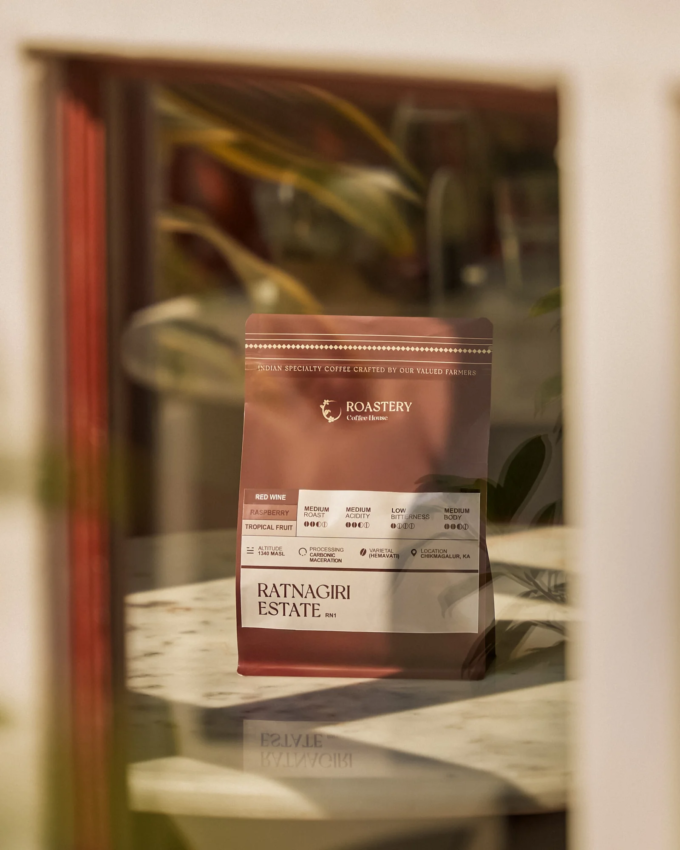 INDIAN SPECIALTY COFFEE CRAFTED BY OUR VALUED FARMERS
ROASTERY
Coffee House
RED WINE
RASPBERRY
TROPICAL FRUIT
MEDIUM
ROAST
MEDIUM
ACIDITY
LOW
BITTERNESS
MEDIUM
BODY
ALTITUDE
1340 MASL
PROCESSING
CARBONIC
MACERATION
VARIETAL
(HEMAVATI)
LOCATION
CHIKMAGALUR, KA
RATNAGIRI
ESTATE RN1
ESTATE
RATNAGIRI